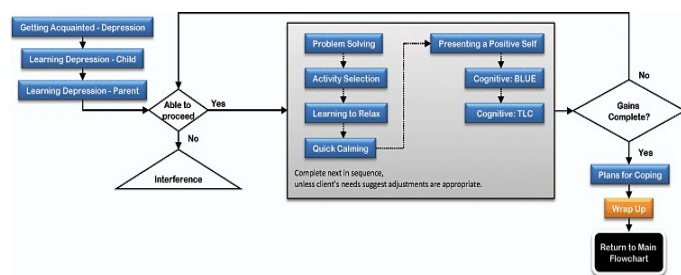 Getting Acquainted - Depression
Learning Depression - Child
Learning Depression - Parent
Able to
proceed
Yes
No
Interference
Problem Solving
Activity Selection
Learning to Relax
Quick Calming
Presenting a Positive Self
Cognitive: BLUE
Cognitive: TLC
Complete next in sequence,
unless client's needs suggest adjustments are appropriate.
No
Gains
Complete?
Yes
Plans for Coping
Wrap Up
Return to Main
Flowchart